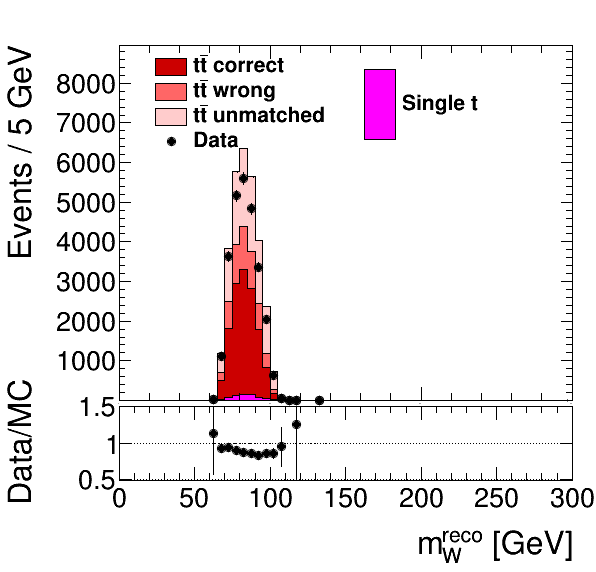 Events / 5 GeV
8000
7000
6000
5000
4000
3000
2000
1000
tt̄ correct
tt̄ wrong
tt̄ unmatched
Data
Single t
Data/MC
1.5
1
0.5
0 50 100 150 200 250 300
m_W^reco [GeV]